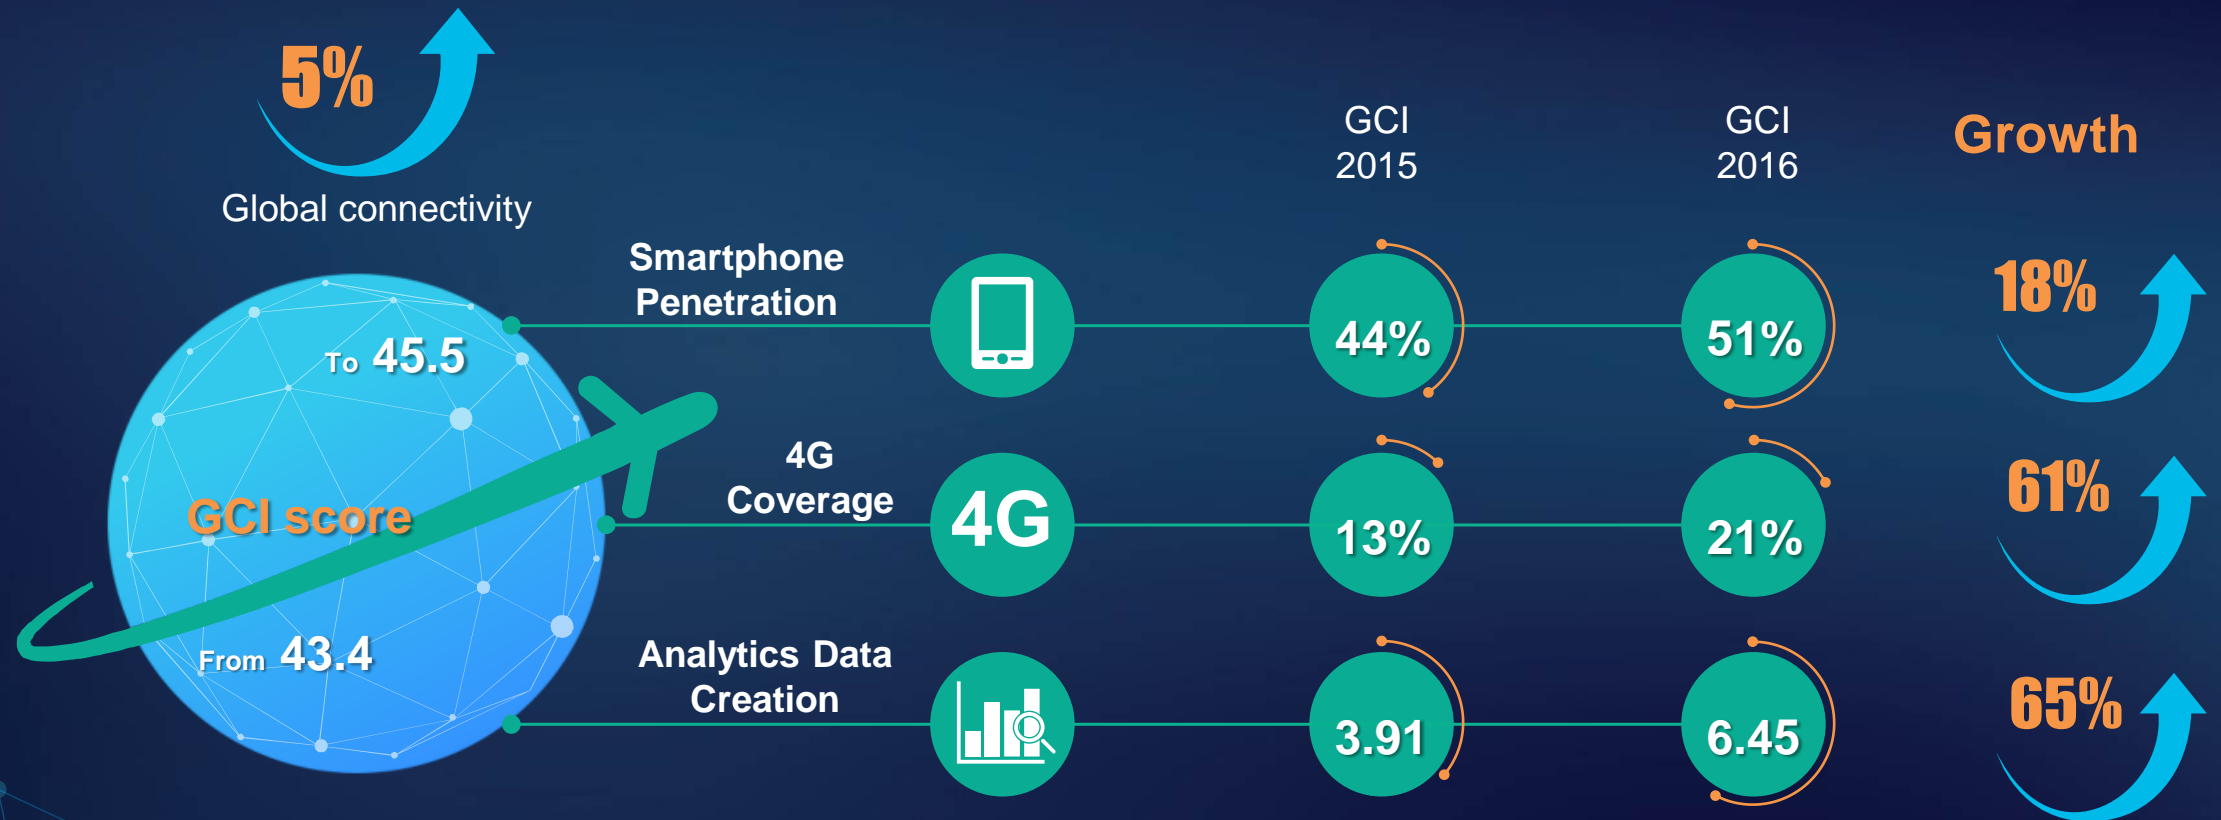 5%
Global connectivity
To 45.5
GCI score
From 43.4
GCI
2015
GCI
2016
Growth
Smartphone
Penetration
44%
51%
18%
4G
Coverage
4G
13%
21%
61%
Analytics Data
Creation
3.91
6.45
65%